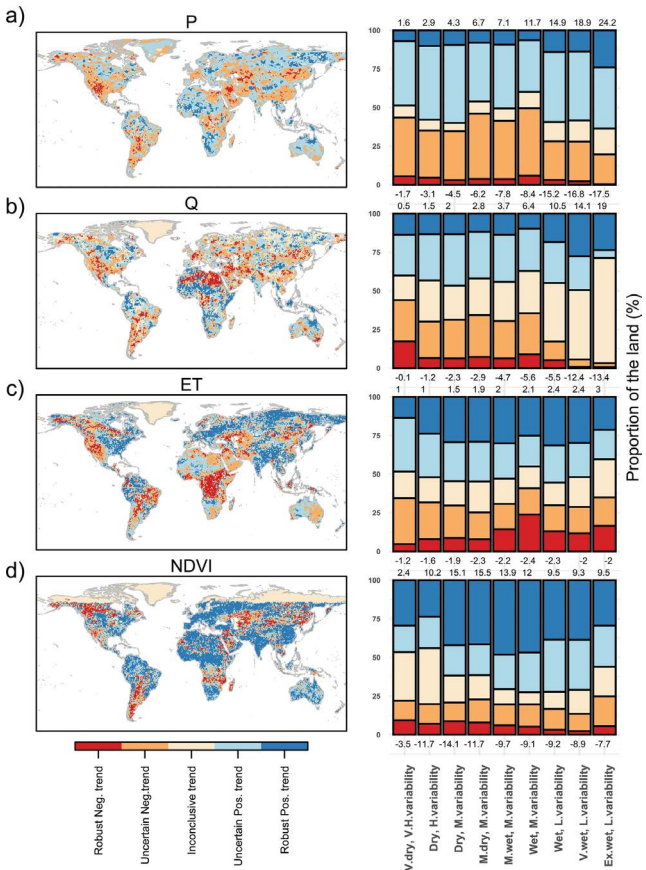 a)
P
1.6 2.9 4.3 6.7 7.1 11.7 14.9 18.9 24.2
100
75
50
25
0
-1.7 -3.1 -4.5 -6.2 -7.8 -8.4 -15.2 -16.8 -17.5
b)
Q
0.5 1.5 2 2.8 3.7 6.4 10.5 14.1 19
100
75
50
25
0
-0.1 -1.2 -2.3 -2.9 -4.7 -5.6 -5.5 -12.4 -13.4
c)
ET
1 1 1.5 1.9 2 2.1 2.4 2.4 3
100
75
50
25
0
-1.2 -1.6 -1.9 -2.3 -2.2 -2.4 -2.3 -2 -2
d)
NDVI
2.4 10.2 15.1 15.5 13.9 12 9.5 9.3 9.5
100
75
50
25
0
-3.5 -11.7 -14.1 -11.7 -9.7 -9.1 -9.2 -8.9 -7.7
Proportion of the land (%)
Robust Neg. trend
Uncertain Neg.trend
Inconclusive trend
Uncertain Pos. trend
Robust Pos. trend
V.dry, V.H.variability
Dry, H.variability
Dry, M.variability
M.dry, M.variability
M.wet, M.variability
Wet, M.variability
Wet, L.variability
V.wet, L.variability
Ex.wet, L.variability